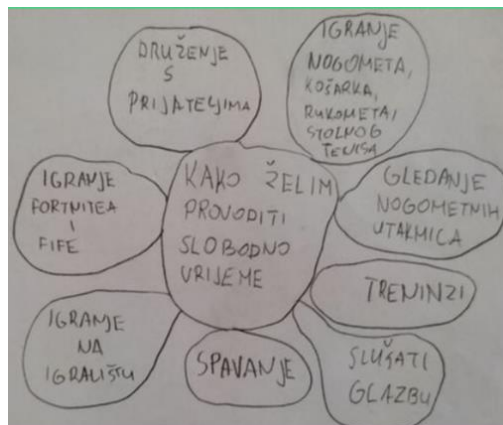 DRUŽENJE
S
PRIJATELJIMA
IGRANJE
NOGOMETA,
KOŠARKA,
RUKOMETA I
STOLNOG
TENISA
IGRANJE
FORTNITEA
I
FIFE
KAKO ŽELIM
PROVODITI
SLOBODNO
VRIJEME
GLEDANJE
NOGOMETNIH
UTAKMICA
TRENINZI
IGRANJE
NA
IGRALIŠTU
SPAVANJE
SLUŠATI
GLAZBU